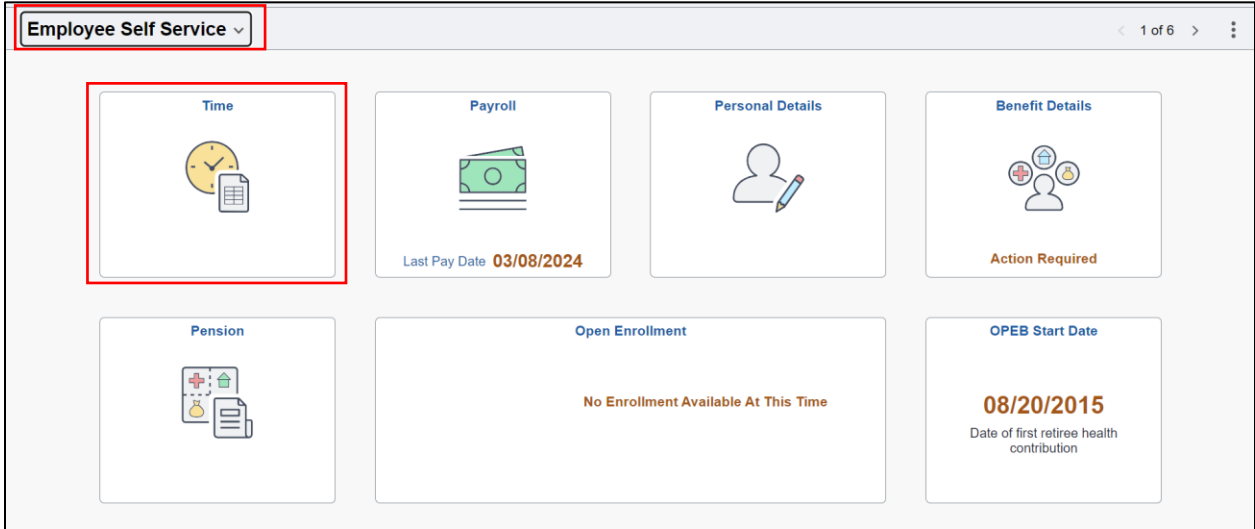 Employee Self Service
1 of 6
Time
Payroll
Personal Details
Benefit Details
Last Pay Date 03/08/2024
Action Required
Pension
Open Enrollment
OPEB Start Date
No Enrollment Available At This Time
08/20/2015
Date of first retiree health
contribution